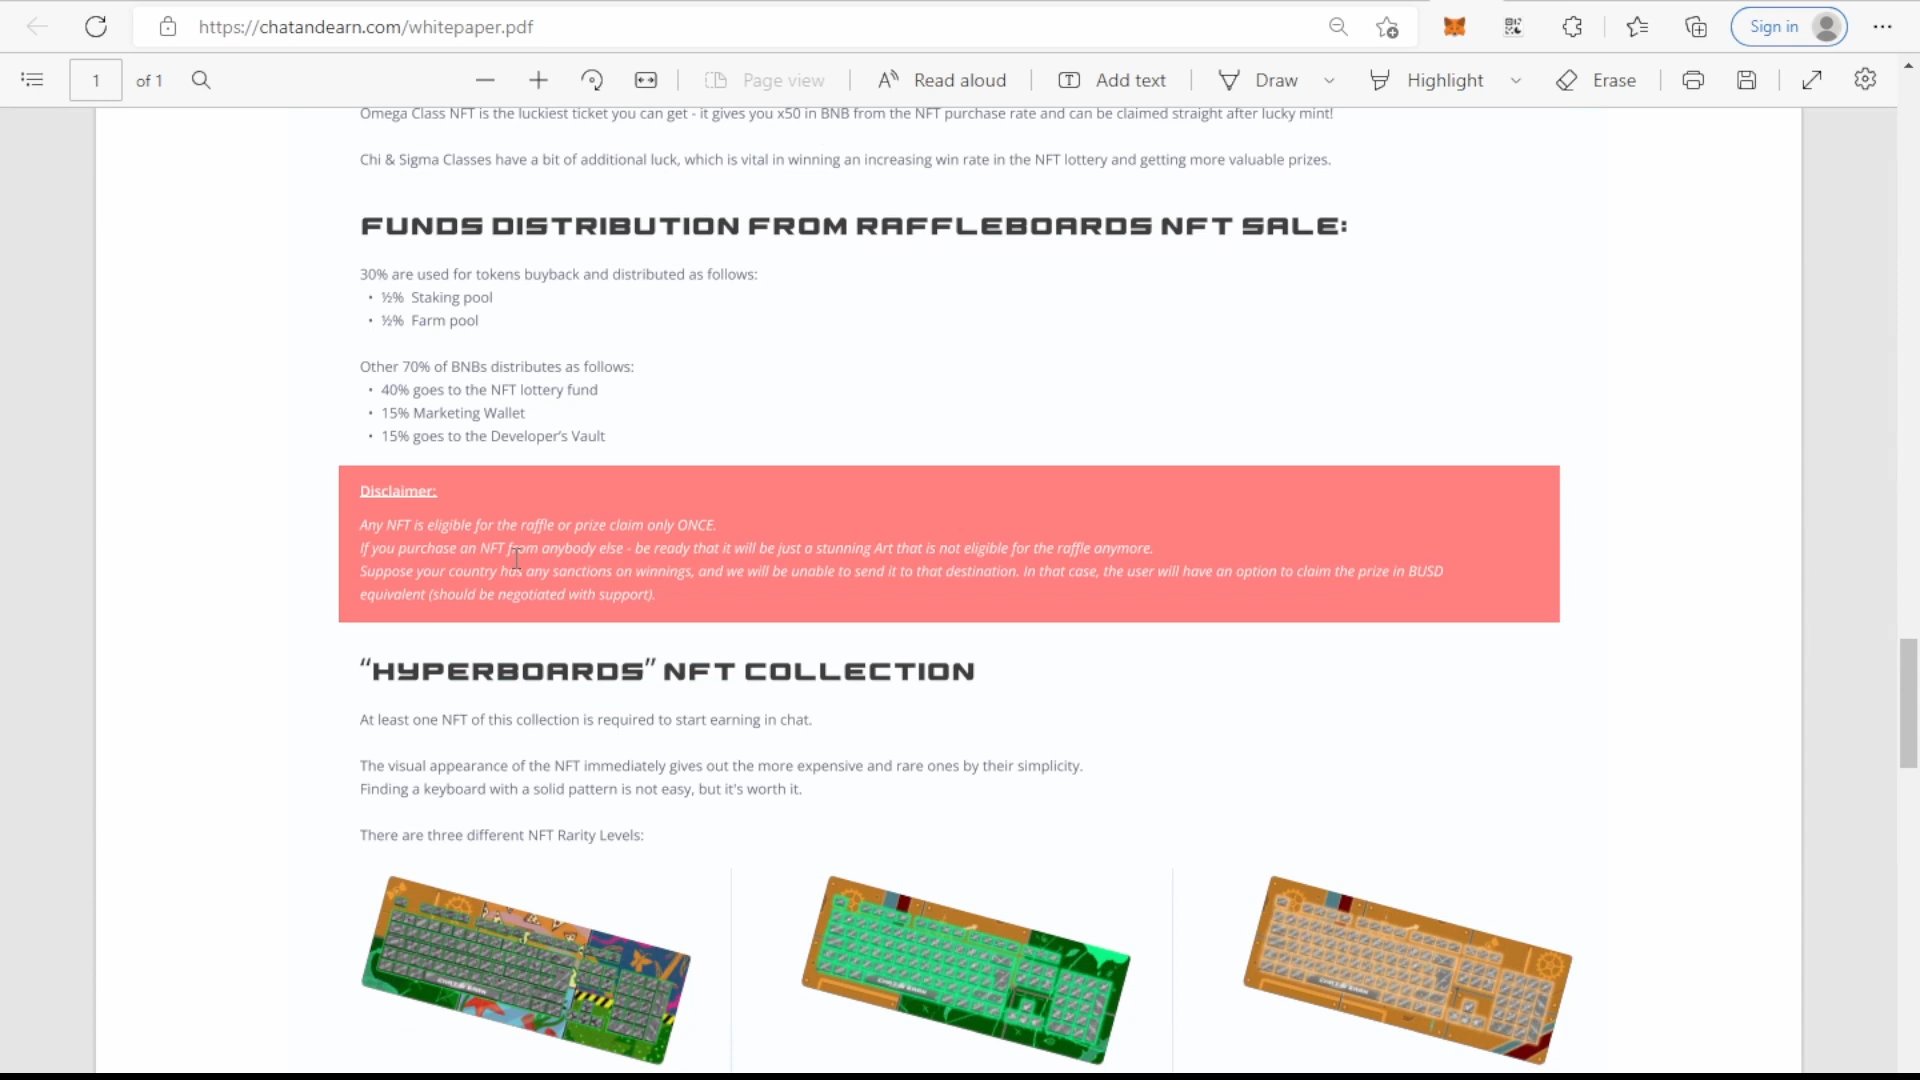 https://chatandearn.com/whitepaper.pdf
Sign in
1 of 1
Page view
Read aloud
Add text
Draw
Highlight
Erase
Omega Class NFT is the luckiest ticket you can get - it gives you x50 in BNB from the NFT purchase rate and can be claimed straight after lucky mint!
Chi & Sigma Classes have a bit of additional luck, which is vital in winning an increasing win rate in the NFT lottery and getting more valuable prizes.
FUNDS DISTRIBUTION FROM RAFFLEBOARDS NFT SALE:
30% are used for tokens buyback and distributed as follows:
• ½% Staking pool
• ½% Farm pool
Other 70% of BNBs distributes as follows:
• 40% goes to the NFT lottery fund
• 15% Marketing Wallet
• 15% goes to the Developer's Vault
Disclaimer:
Any NFT is eligible for the raffle or prize claim only ONCE.
If you purchase an NFT from anybody else - be ready that it will be just a stunning Art that is not eligible for the raffle anymore.
Suppose your country has any sanctions on winnings, and we will be unable to send it to that destination. In that case, the user will have an option to claim the prize in BUSD
equivalent (should be negotiated with support).
“HYPERBOARDS” NFT COLLECTION
At least one NFT of this collection is required to start earning in chat.
The visual appearance of the NFT immediately gives out the more expensive and rare ones by their simplicity.
Finding a keyboard with a solid pattern is not easy, but it's worth it.
There are three different NFT Rarity Levels: